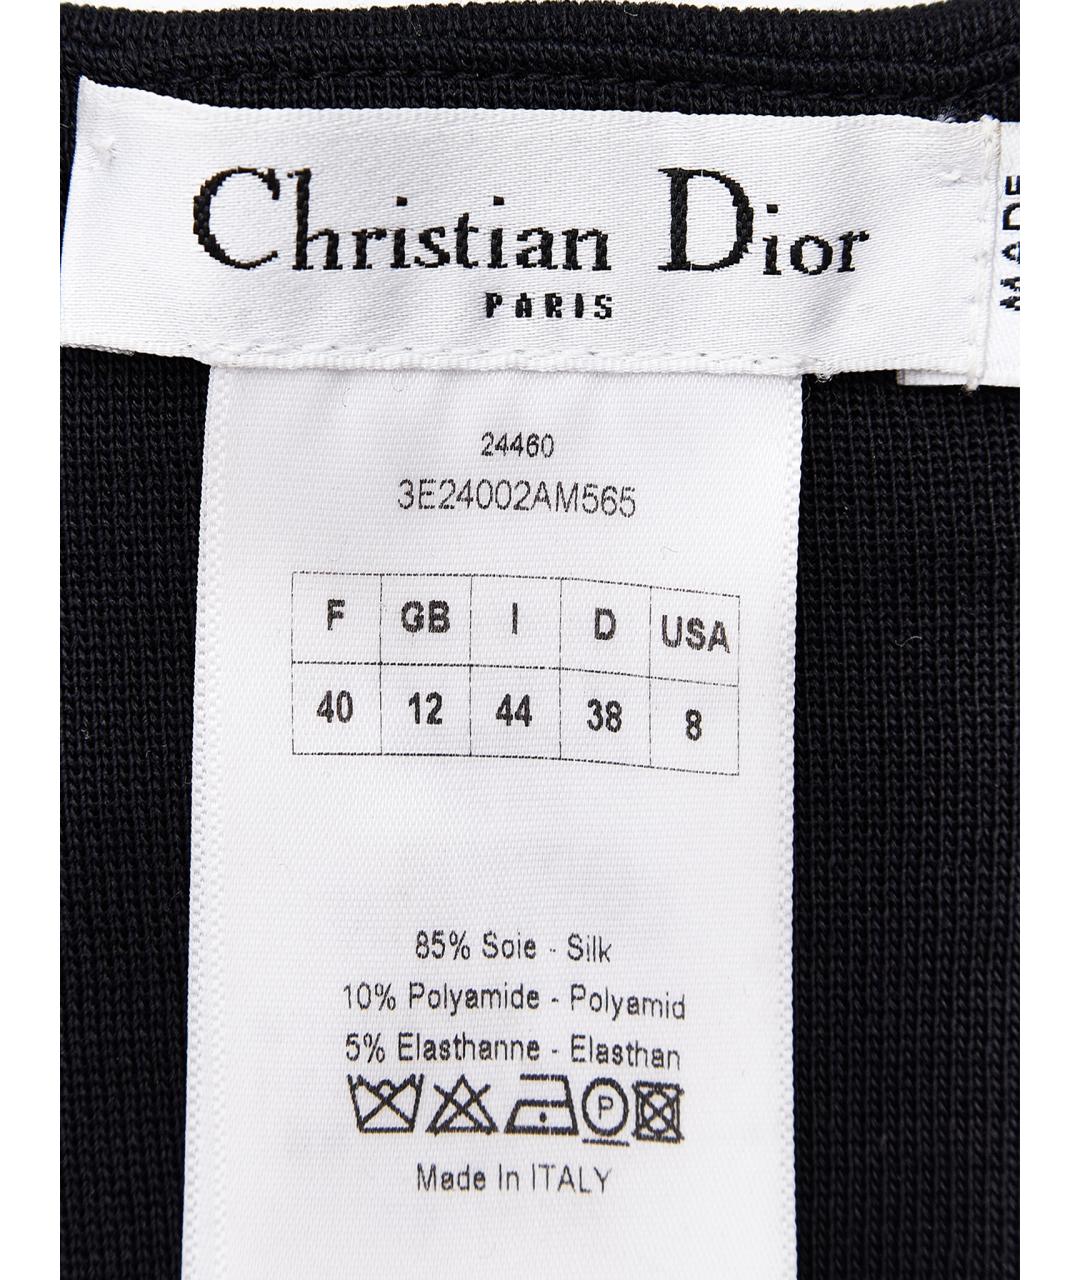 Christian Dior
PARIS
MADE
24460
3E24002AM565
F GB I D USA
40 12 44 38 8
85% Soie - Silk
10% Polyamide - Polyamid
5% Elasthanne - Elasthan
P
Made In ITALY